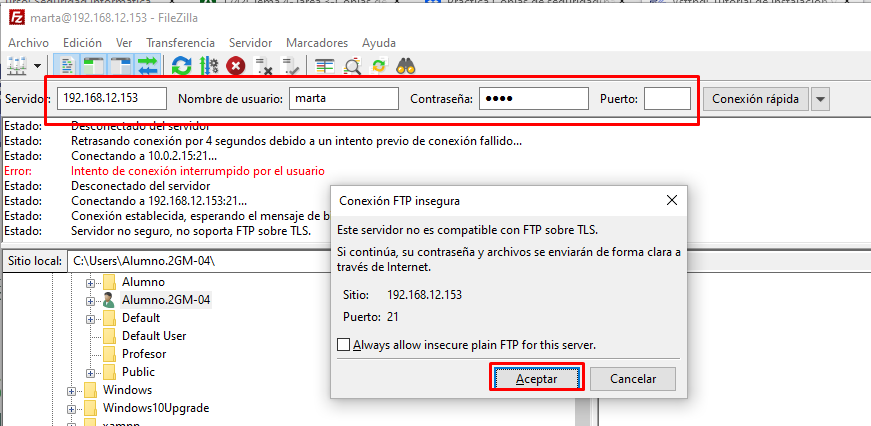 marta@192.168.12.153 - FileZilla
Archivo Edición Ver Transferencia Servidor Marcadores Ayuda
Servidor: 192.168.12.153 Nombre de usuario: marta Contraseña: ●●●● Puerto: Conexión rápida
Estado: Desconectado del servidor
Estado: Retrasando conexión por 4 segundos debido a un intento previo de conexión fallido...
Estado: Conectando a 10.0.2.15:21...
Error: Intento de conexión interrumpido por el usuario
Estado: Desconectado del servidor
Estado: Conectando a 192.168.12.153:21...
Estado: Conexión establecida, esperando el mensaje de b
Estado: Servidor no seguro, no soporta FTP sobre TLS.
Conexión FTP insegura
Este servidor no es compatible con FTP sobre TLS.
Si continúa, su contraseña y archivos se enviarán de forma clara a
través de Internet.
Sitio: 192.168.12.153
Puerto: 21
Always allow insecure plain FTP for this server.
Aceptar Cancelar
Sitio local: C:\Users\Alumno.2GM-04\
Alumno
Alumno.2GM-04
Default
Default User
Profesor
Public
Windows
Windows10Upgrade
xampp